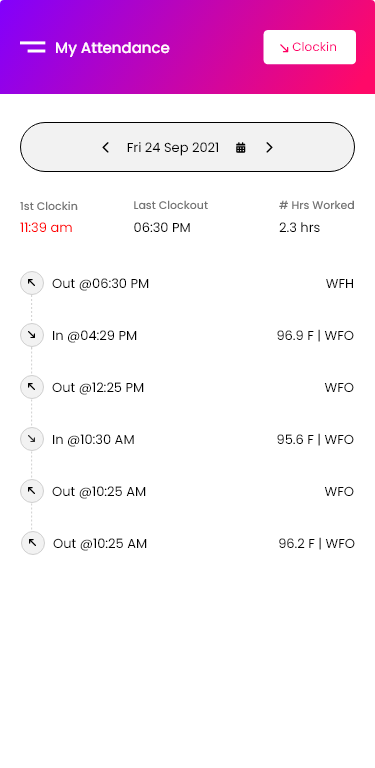 My Attendance
Clockin
Fri 24 Sep 2021
1st Clockin Last Clockout # Hrs Worked
11:39 am 06:30 PM 2.3 hrs
Out @06:30 PM WFH
In @04:29 PM 96.9 F | WFO
Out @12:25 PM WFO
In @10:30 AM 95.6 F | WFO
Out @10:25 AM WFO
Out @10:25 AM 96.2 F | WFO